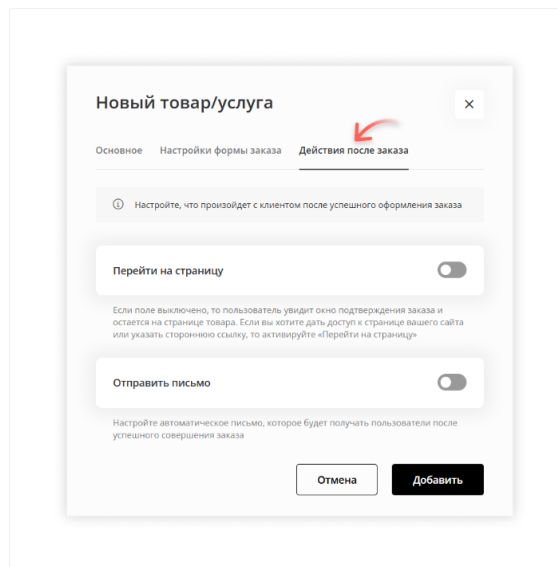 Новый товар/услуга
Основное Настройки формы заказа Действия после заказа
Настройте, что произойдет с клиентом после успешного оформления заказа
Перейти на страницу
Если поле выключено, то пользователь увидит окно подтверждения заказа и
остается на странице товара. Если вы хотите дать доступ к странице вашего сайта
или указать стороннюю ссылку, то активируйте «Перейти на страницу»
Отправить письмо
Настройте автоматическое письмо, которое будет получать пользователи после
успешного совершения заказа
Отмена Добавить